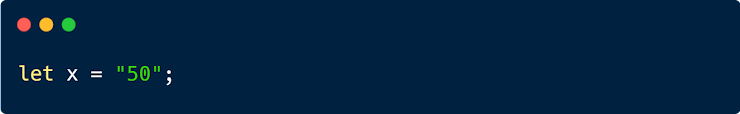 let x = "50";